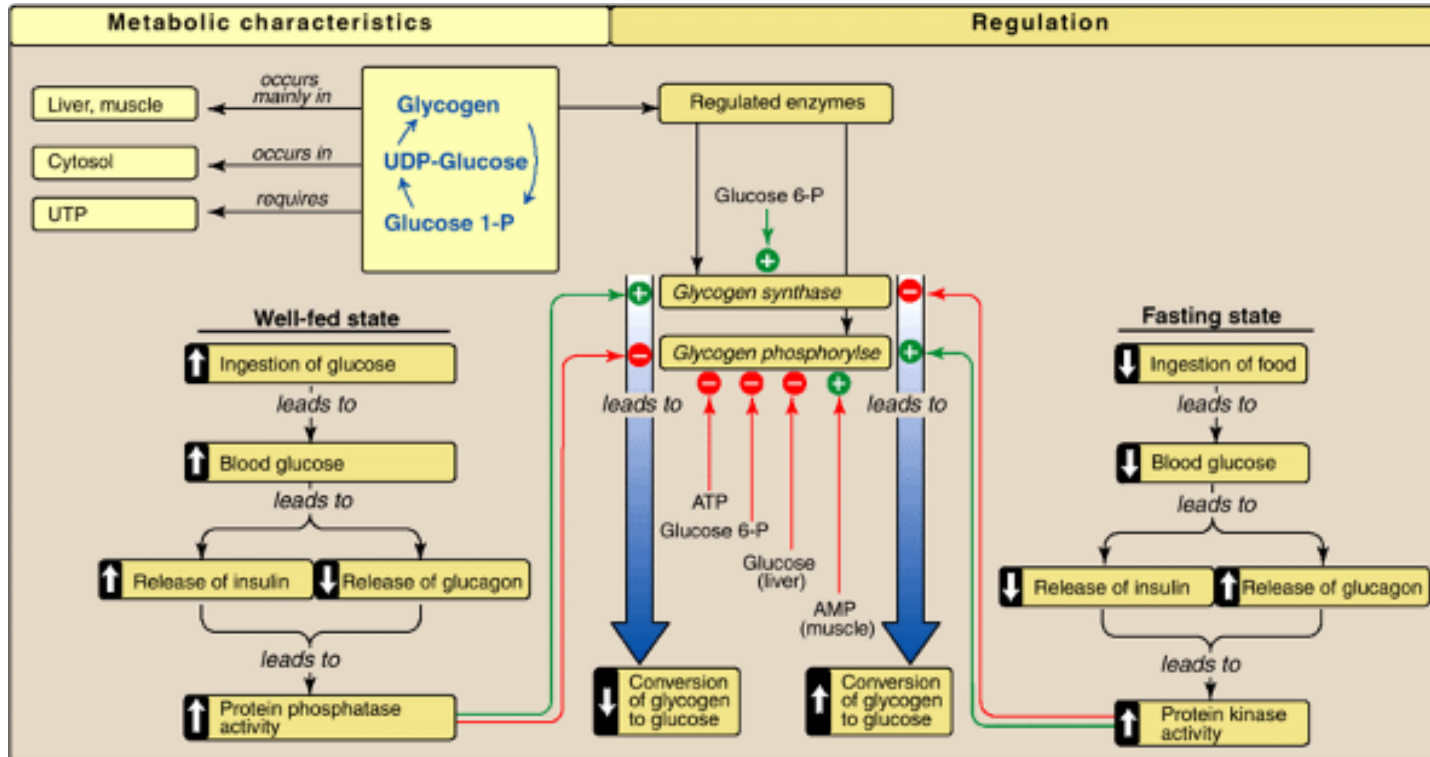 Metabolic characteristics
Regulation
occurs
mainly in
Liver, muscle
Glycogen
Regulated enzymes
Cytosol
occurs in
UDP-Glucose
UTP
requires
Glucose 1-P
Glucose 6-P
+
Well-fed state
Fasting state
+
Glycogen synthase
−
−
Glycogen phosphorylse
+
− − − +
Ingestion of glucose
leads to
Blood glucose
leads to
Release of insulin
Release of glucagon
leads to
Protein phosphatase
activity
leads to
leads to
ATP
Glucose 6-P
Glucose
(liver)
AMP
(muscle)
Conversion
of glycogen
to glucose
Conversion
of glycogen
to glucose
Ingestion of food
leads to
Blood glucose
leads to
Release of insulin
Release of glucagon
leads to
Protein kinase
activity